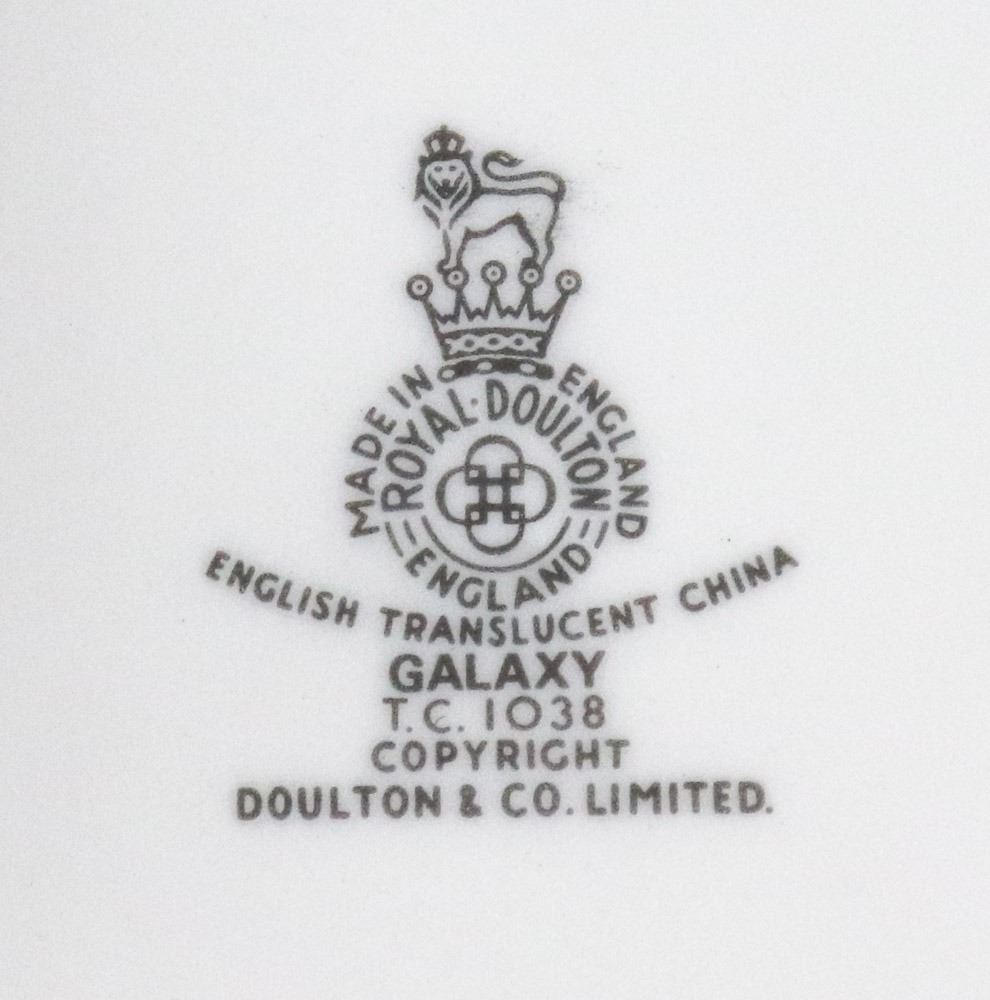 MADE IN ENGLAND
ROYAL·DOULTON
ENGLAND
ENGLISH TRANSLUCENT CHINA
GALAXY
T.C. 1038
COPYRIGHT
DOULTON & CO. LIMITED.